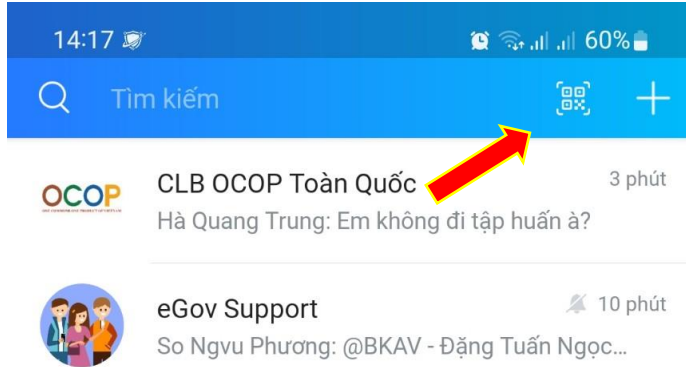 14:17 60%
Tìm kiếm
OCOP
CLB OCOP Toàn Quốc 3 phút
Hà Quang Trung: Em không đi tập huấn à?
eGov Support 10 phút
So Ngvu Phương: @BKAV - Đặng Tuấn Ngọc...